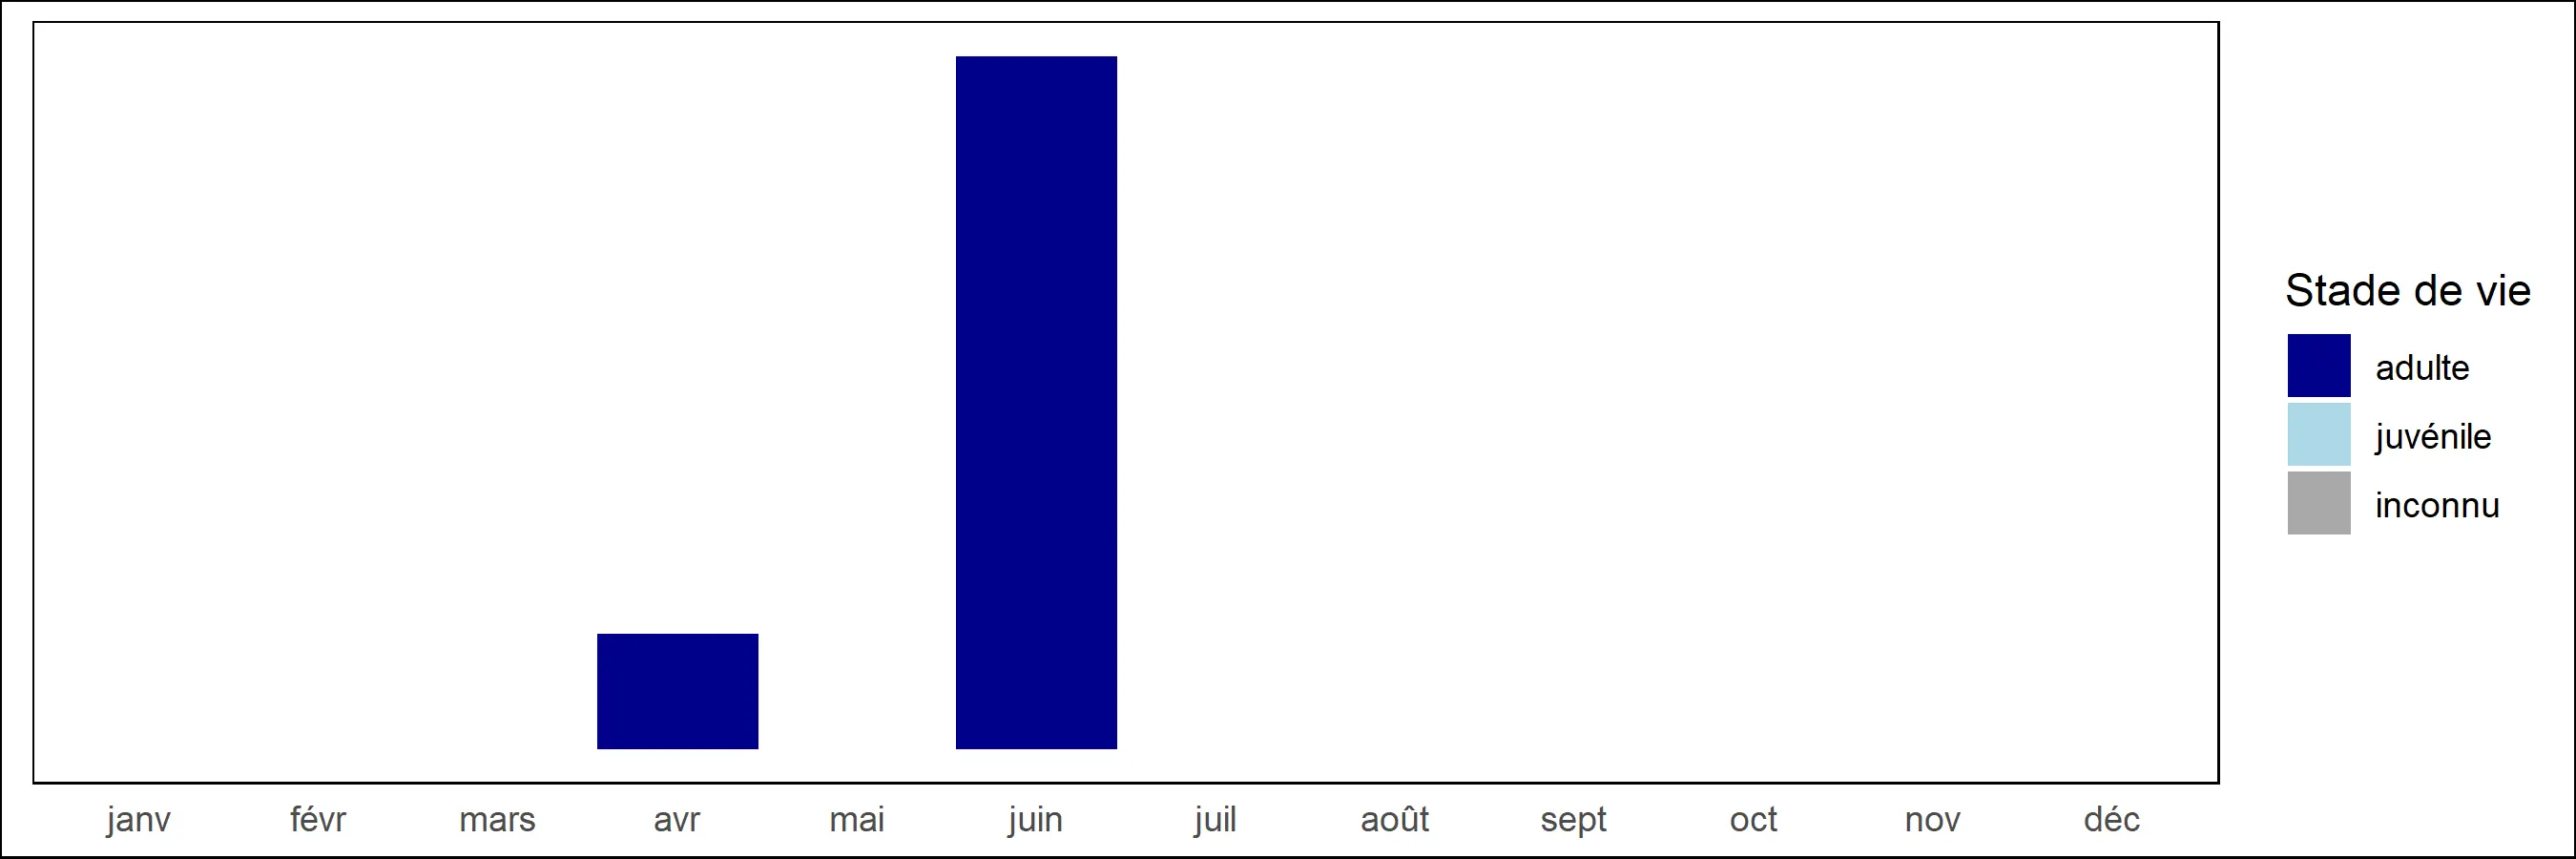 Stade de vie
adulte
juvénile
inconnu
janv févr mars avr mai juin juil août sept oct nov déc